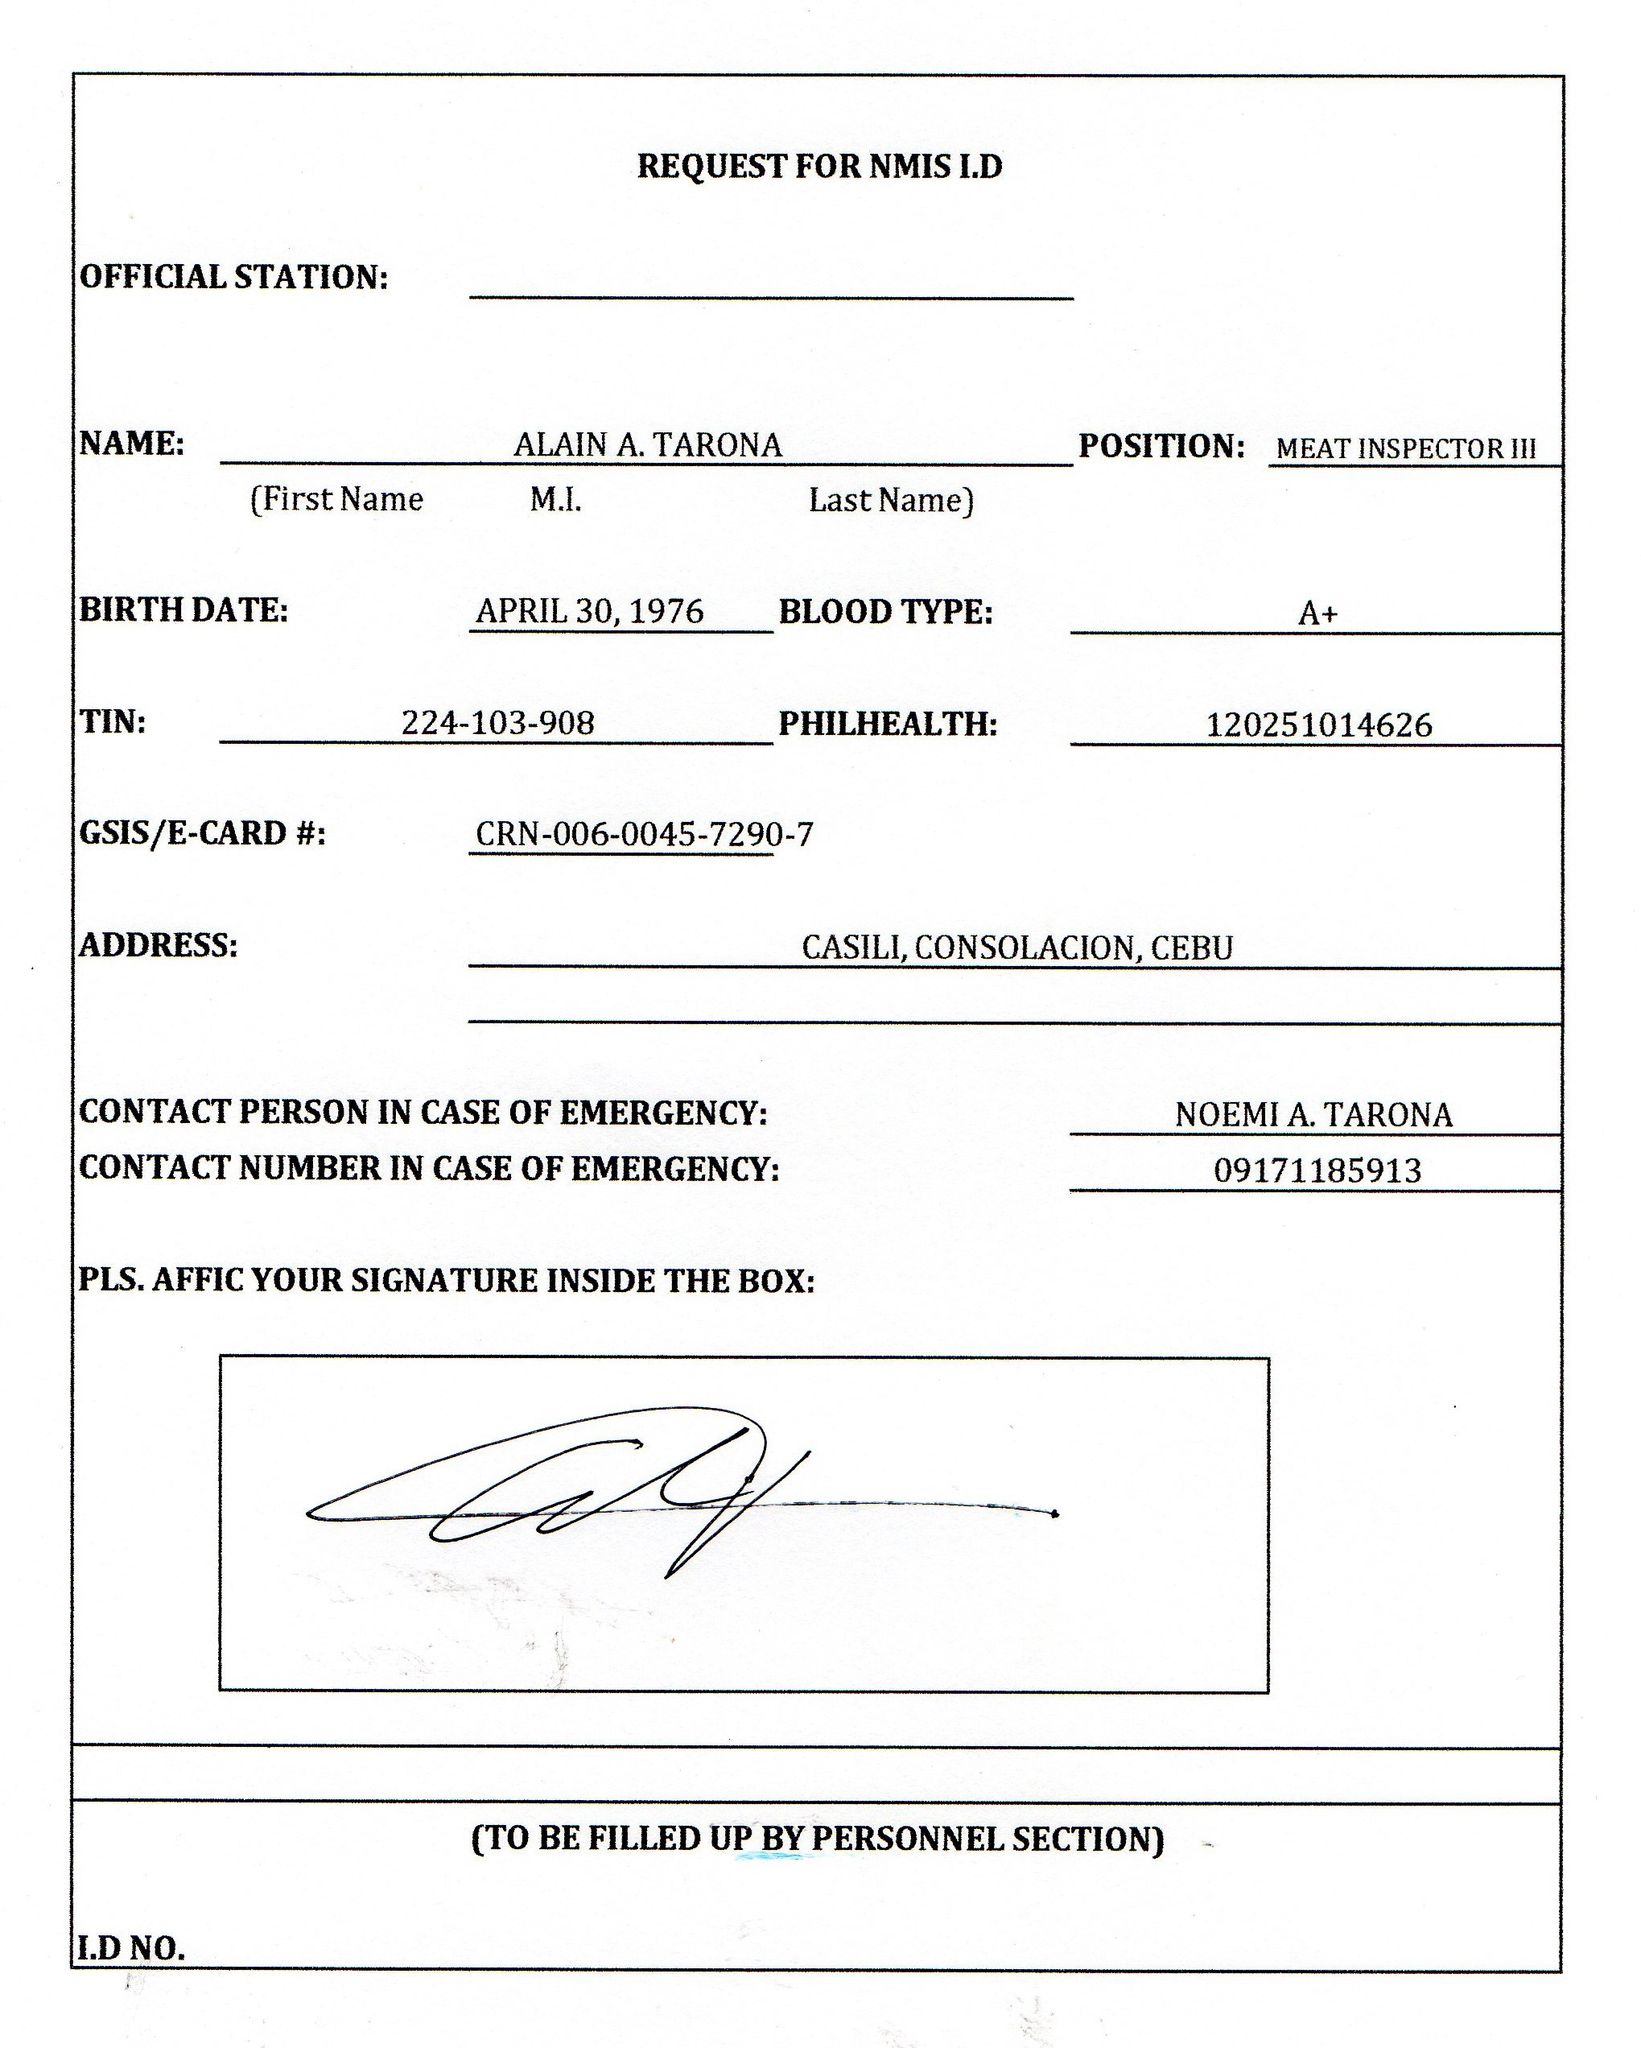 REQUEST FOR NMIS I.D
OFFICIAL STATION:
NAME: ALAIN A. TARONA POSITION: MEAT INSPECTOR III
(First Name M.I. Last Name)
BIRTH DATE: APRIL 30, 1976 BLOOD TYPE: A+
TIN: 224-103-908 PHILHEALTH: 120251014626
GSIS/E-CARD #: CRN-006-0045-7290-7
ADDRESS: CASILI, CONSOLACION, CEBU
CONTACT PERSON IN CASE OF EMERGENCY: NOEMI A. TARONA
CONTACT NUMBER IN CASE OF EMERGENCY: 09171185913
PLS. AFFIC YOUR SIGNATURE INSIDE THE BOX:
(TO BE FILLED UP BY PERSONNEL SECTION)
I.D NO.